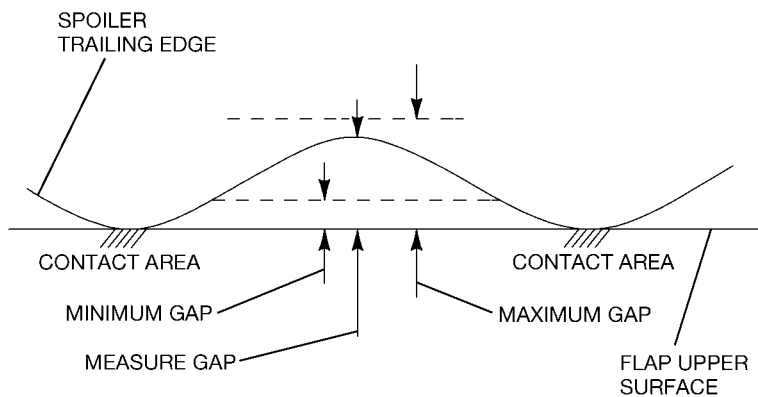 SPOILER
TRAILING EDGE
CONTACT AREA
CONTACT AREA
MINIMUM GAP
MAXIMUM GAP
MEASURE GAP
FLAP UPPER
SURFACE